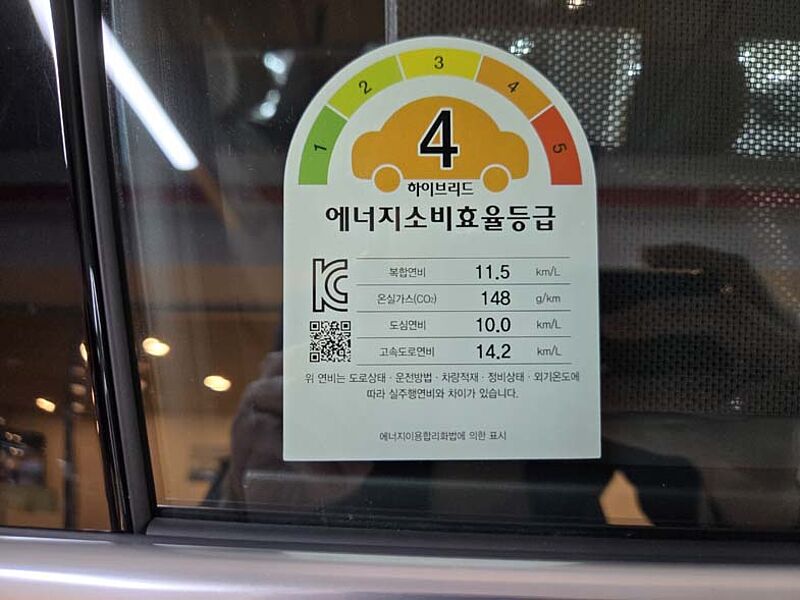 1 2 3 4 5
4
하이브리드
에너지소비효율등급
복합연비 11.5 km/L
온실가스(CO₂) 148 g/km
도심연비 10.0 km/L
고속도로연비 14.2 km/L
위 연비는 도로상태 · 운전방법 · 차량적재 · 정비상태 · 외기온도에
따라 실주행연비와 차이가 있습니다.
에너지이용합리화법에 의한 표시